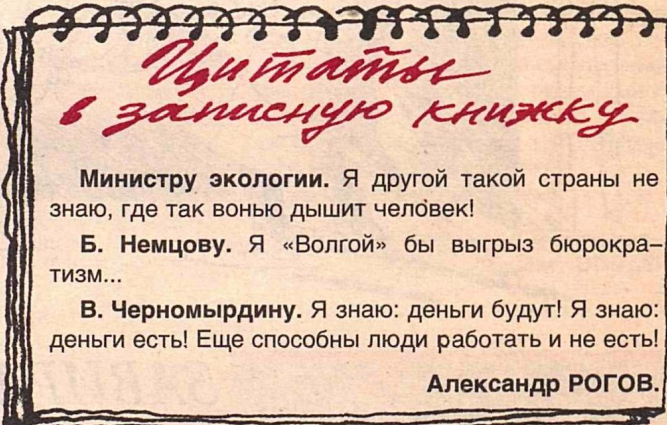 Цитаты
в записную книжку
Министру экологии. Я другой такой страны не
знаю, где так вонью дышит человек!
Б. Немцову. Я «Волгой» бы выгрыз бюрокра-
тизм...
В. Черномырдину. Я знаю: деньги будут! Я знаю:
деньги есть! Еще способны люди работать и не есть!
Александр РОГОВ.